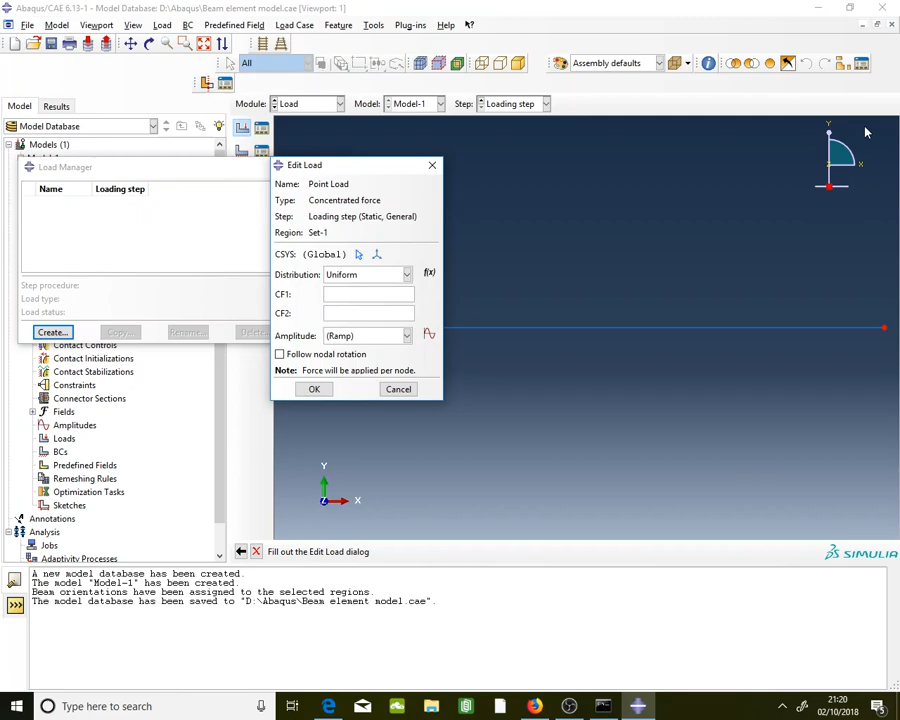 Abaqus/CAE 6.13-1 - Model Database: D:\Abaqus\Beam element model.cae [Viewport: 1]
File Model Viewport View Load BC Predefined Field Load Case Feature Tools Plug-ins Help
All Assembly defaults
Module: Load Model: Model-1 Step: Loading step
Model Results
Model Database
Models (1)
Load Manager
Name Loading step
Step procedure:
Load type:
Load status:
Create... Copy... Rename... Delete...
Contact Controls
Contact Initializations
Contact Stabilizations
Constraints
Connector Sections
Fields
Amplitudes
Loads
BCs
Predefined Fields
Remeshing Rules
Optimization Tasks
Sketches
Annotations
Analysis
Jobs
Adaptivity Processes
Edit Load
Name: Point Load
Type: Concentrated force
Step: Loading step (Static, General)
Region: Set-1
CSYS: (Global)
Distribution: Uniform f(x)
CF1:
CF2:
Amplitude: (Ramp)
Follow nodal rotation
Note: Force will be applied per node.
OK Cancel
Y
X
Y
Z X
Fill out the Edit Load dialog
SIMULIA
A new model database has been created.
The model "Model-1" has been created.
Beam orientations have been assigned to the selected regions.
The model database has been saved to "D:\Abaqus\Beam element model.cae".
>>>
Type here to search
21:20
02/10/2018
5